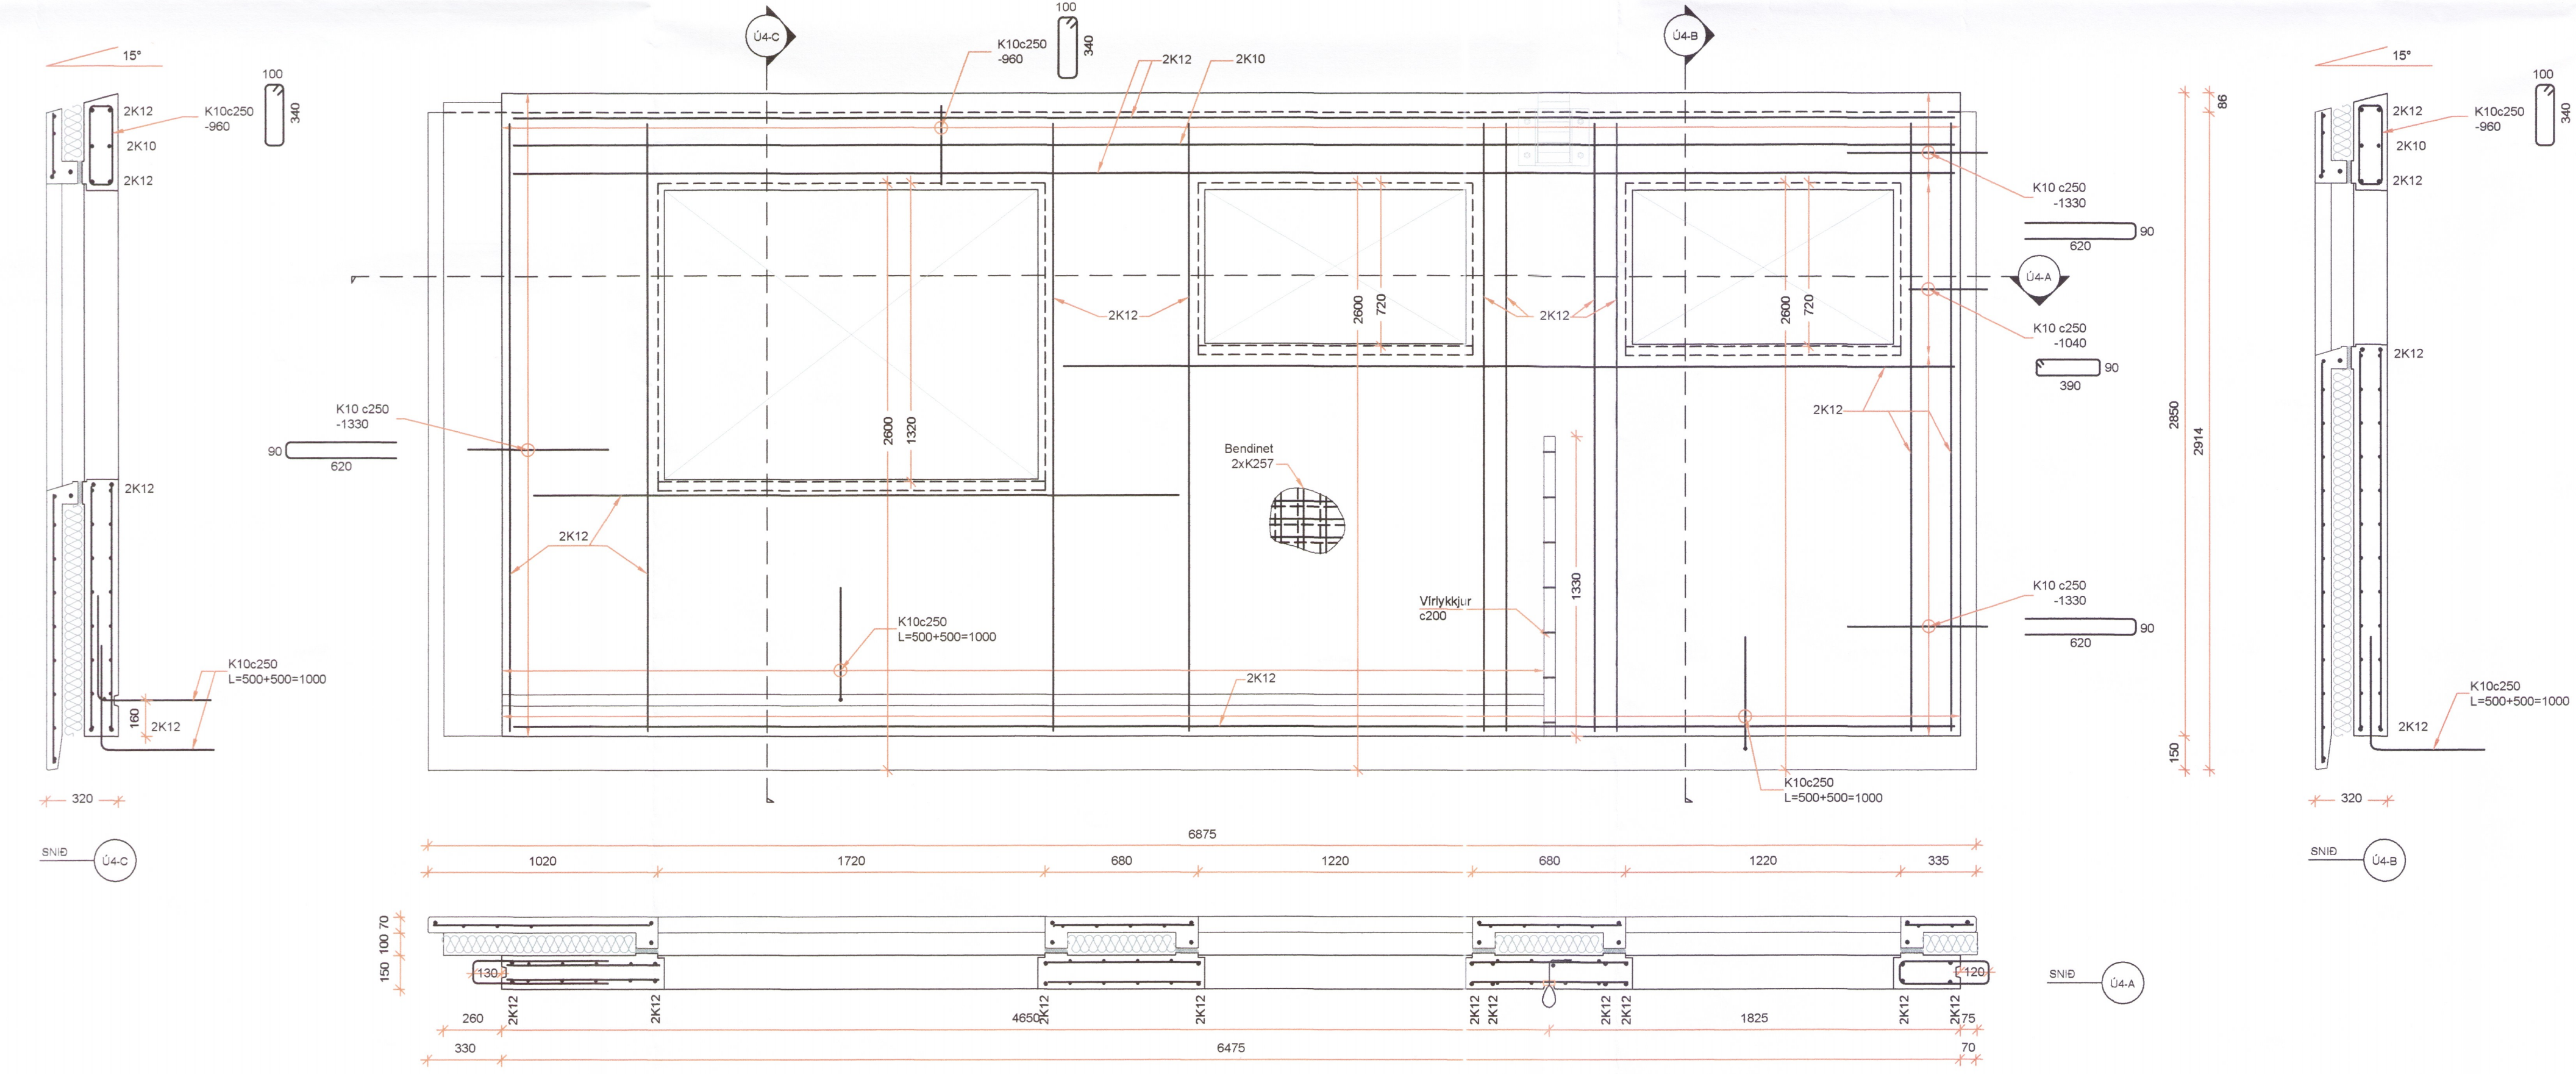 15°
100
340
2K12
K10c250
-960
2K10
2K12
2K12
K10c250
L=500+500=1000
160
2K12
320
SNIÐ
Ú4-C
Ú4-C
K10c250
-960
100
340
2K12
2K10
Ú4-B
K10 c250
-1330
90
620
2600
1320
2K12
2600
720
2K12
2600
720
Bendinet
2xK257
2K12
2K12
Vírlykkjur
c200
1330
K10c250
L=500+500=1000
2K12
K10c250
L=500+500=1000
K10 c250
-1330
90
620
Ú4-A
K10 c250
-1040
90
390
K10 c250
-1330
90
620
86
2850
2914
150
15°
100
340
2K12
K10c250
-960
2K10
2K12
2K12
K10c250
L=500+500=1000
2K12
320
SNIÐ
Ú4-B
6875
1020
1720
680
1220
680
1220
335
70
100
150
130
120
2K12
2K12
2K12
2K12
2K12
2K12
2K12
2K12
2K12
2K12
260
4650
1825
75
330
6475
70
SNIÐ
Ú4-A